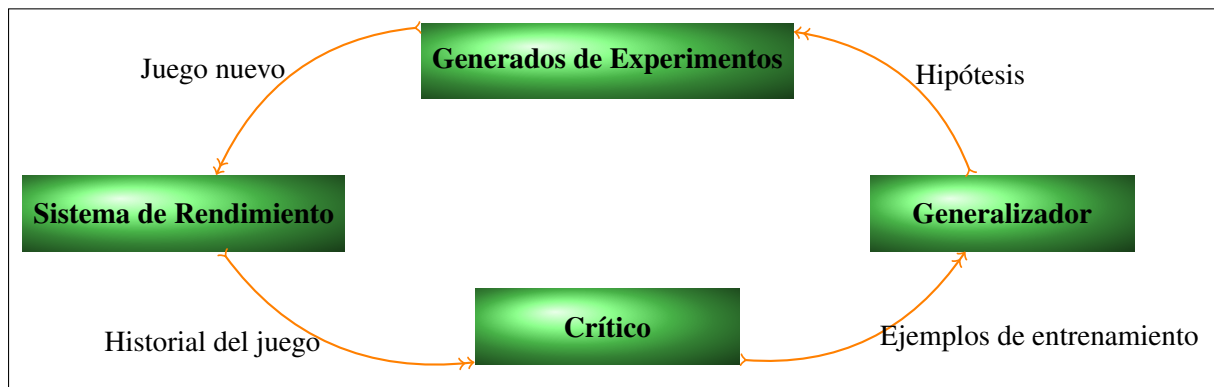 Generados de Experimentos
Juego nuevo
Hipótesis
Sistema de Rendimiento
Generalizador
Crítico
Historial del juego
Ejemplos de entrenamiento